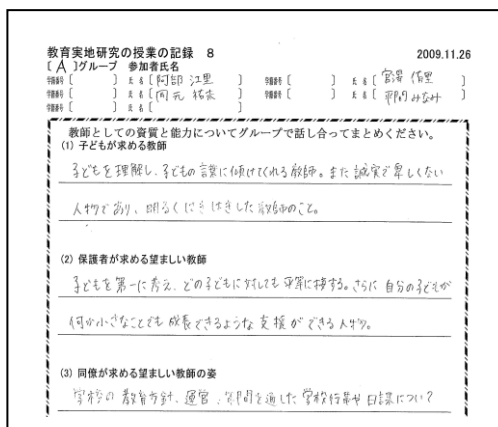 教育実地研究の授業の記録 8
2009.11.26
[ A ]グループ 参加者氏名
学籍番号 [ ] 氏名 [ 阿部 江里 ] 学籍番号 [ ] 氏名 [ 宮澤 佑里 ]
学籍番号 [ ] 氏名 [ 岡元 ] 学籍番号 [ ] 氏名 [ みなみ ]
学籍番号 [ ] 氏名 [ ]
教師としての資質と能力についてグループで話し合ってまとめください。
(1) 子どもが求める教師
子どもを理解し、子どもの言葉に傾けてくれる教師。また誠実で卑しくない
人物であり、明るくはきはきした教師のこと。
(2) 保護者が求める望ましい教師
子どもを第一に考え、どの子どもに対しても平等に接する。さらに自分の子どもが
何か小さなことでも成長できるような支援ができる人物。
(3) 同僚が求める望ましい教師の姿
学校の教育方針、運営、年間を通した学校行事や日課につい?